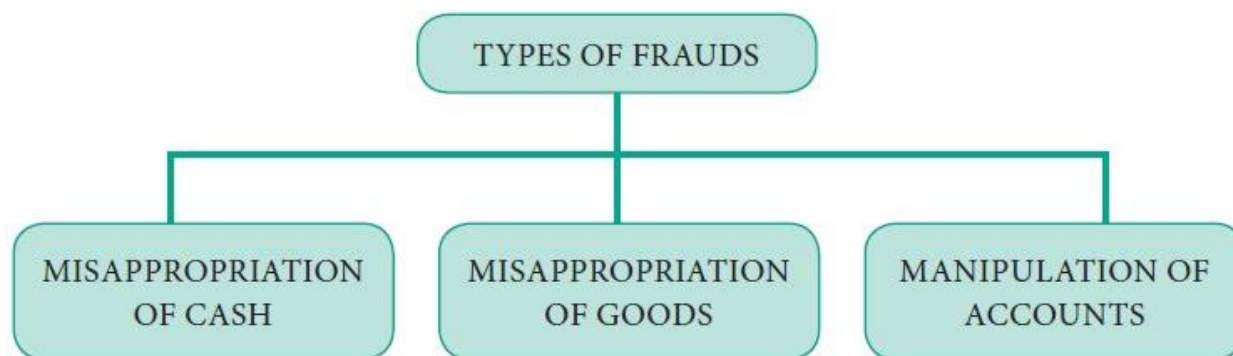 TYPES OF FRAUDS
MISAPPROPRIATION
OF CASH
MISAPPROPRIATION
OF GOODS
MANIPULATION OF
ACCOUNTS